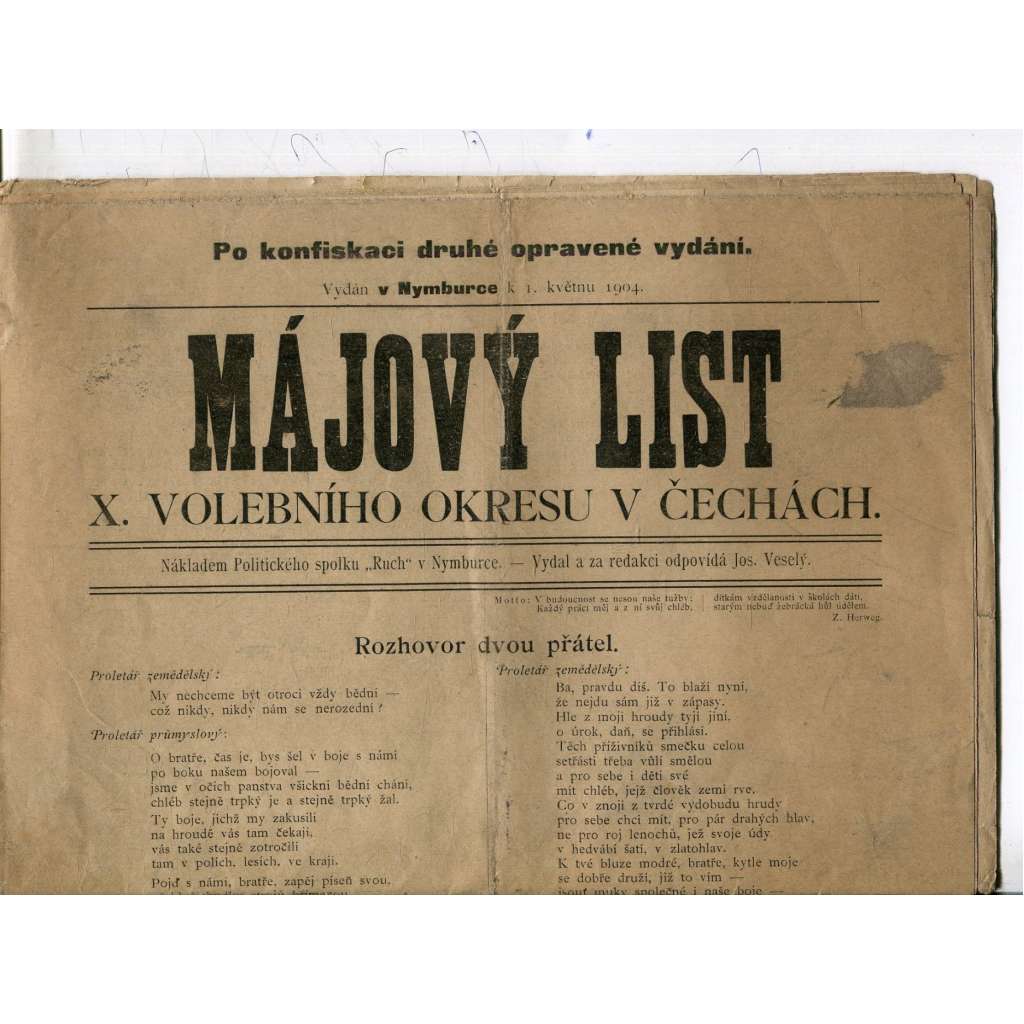 Po konfiskaci druhé opravené vydání.
Vydán v Nymburce k 1. květnu 1904.
MÁJOVÝ LIST
X. VOLEBNÍHO OKRESU V ČECHÁCH.
Nákladem Politického spolku „Ruch“ v Nymburce. — Vydal a za redakci odpovídá Jos. Veselý.
Motto: V budoucnost se nesou naše tužby:
Každý práci měj a z ní svůj chléb,
dítkám vzdělanosti v školách dáti,
starým nebuď žebrácká hůl údělem.
Z. Herweg.
Rozhovor dvou přátel.
Proletář zemědělský:
My nechceme být otroci vždy bědní —
což nikdy, nikdy nám se nerozední?
Proletář průmyslový:
O bratře, čas je, bys šel v boje s námi
po boku našem bojoval —
jsme v očích panstva všickni bědní cháni,
chléb stejně trpký je a stejně trpký žal.
Ty boje, jichž my zakusili
na hroudě vás tam čekají,
vás také stejně zotročili
tam v polích, lesích, ve kraji.
Pojď s námi, bratře, zapěj píseň svou,
Proletář zemědělský:
Ba, pravdu díš. To blaží nyní,
že nejdu sám již v zápasy.
Hle z mojí hroudy tyjí jiní,
o úrok, daň, se přihlásí.
Těch příživníků smečku celou
setřásti třeba vůlí smělou
a pro sebe i děti své
mít chléb, jejž člověk zemi rve.
Co v znoji z tvrdé vydobudu hrudy
pro sebe chci mít, pro pár drahých hlav,
ne pro roj lenochů, jež svoje údy
v hedvábí šatí, v zlatohlav.
K tvé bluze modré, bratře, kytle moje
se dobře druží, již to vím —
jsouť muky společné i naše boje —